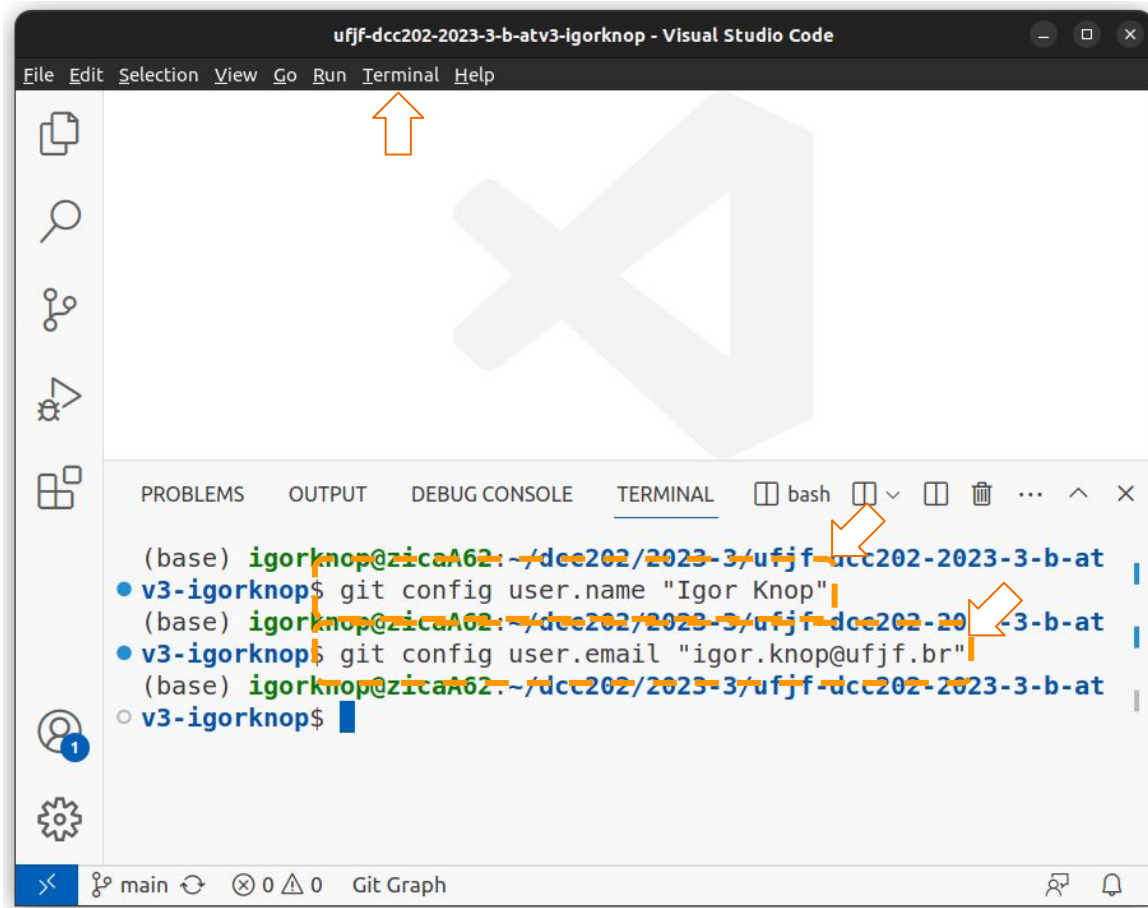 ufjf-dcc202-2023-3-b-atv3-igorknop - Visual Studio Code
File Edit Selection View Go Run Terminal Help
PROBLEMS OUTPUT DEBUG CONSOLE TERMINAL bash
(base) igorknop@zicaA62:~/dcc202/2023-3/ufjf-dcc202-2023-3-b-at
v3-igorknop$ git config user.name "Igor Knop"
(base) igorknop@zicaA62:~/dcc202/2023-3/ufjf-dcc202-2023-3-b-at
v3-igorknop$ git config user.email "igor.knop@ufjf.br"
(base) igorknop@zicaA62:~/dcc202/2023-3/ufjf-dcc202-2023-3-b-at
v3-igorknop$
1
main 0 0 Git Graph